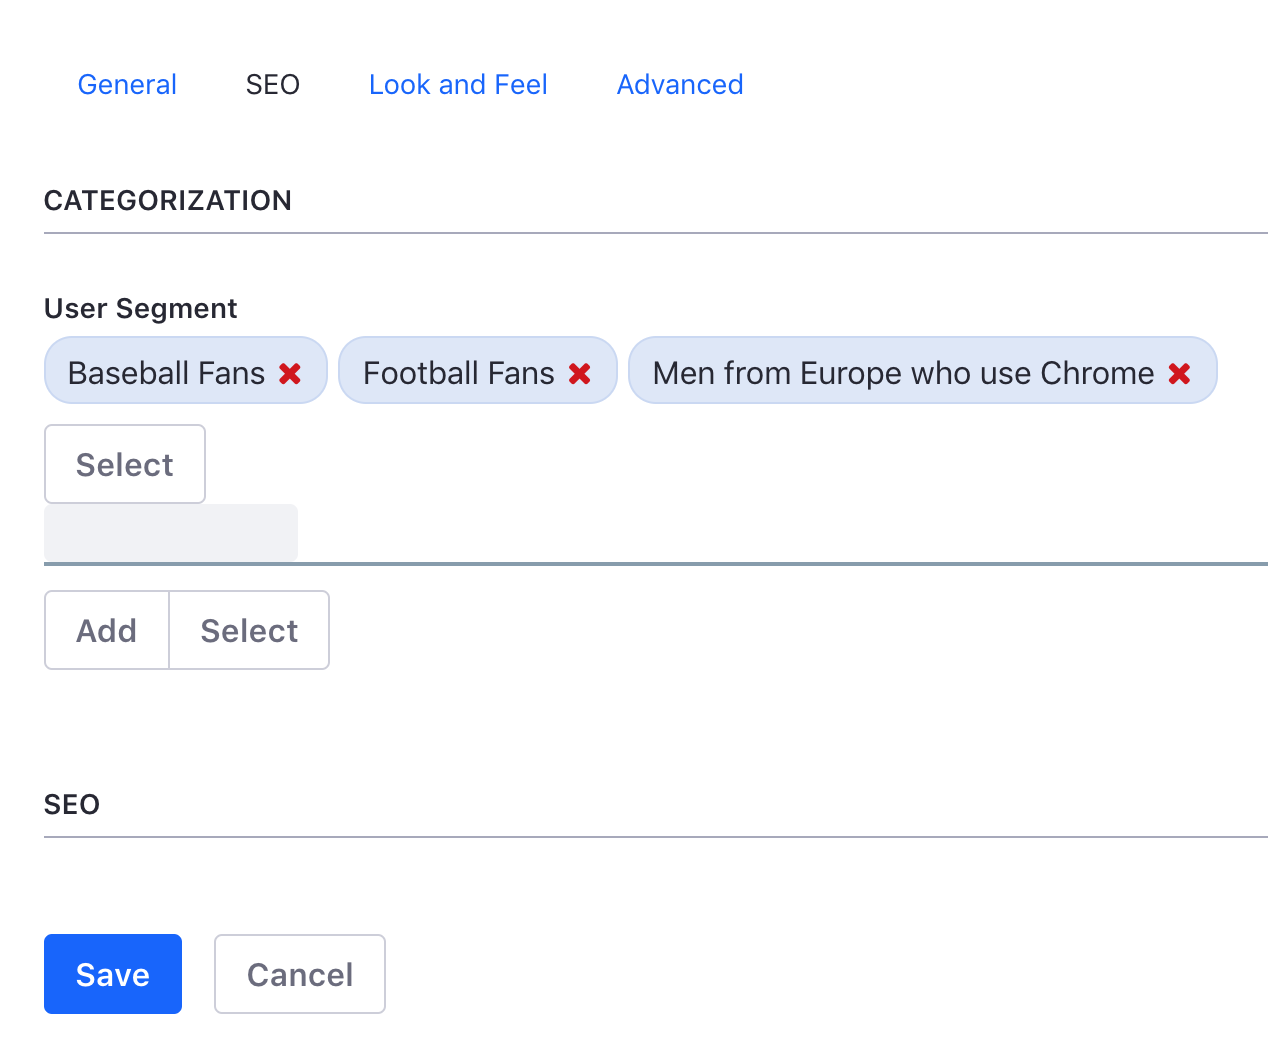 General SEO Look and Feel Advanced
CATEGORIZATION
User Segment
Baseball Fans Football Fans Men from Europe who use Chrome
Select
Add Select
SEO
Save Cancel